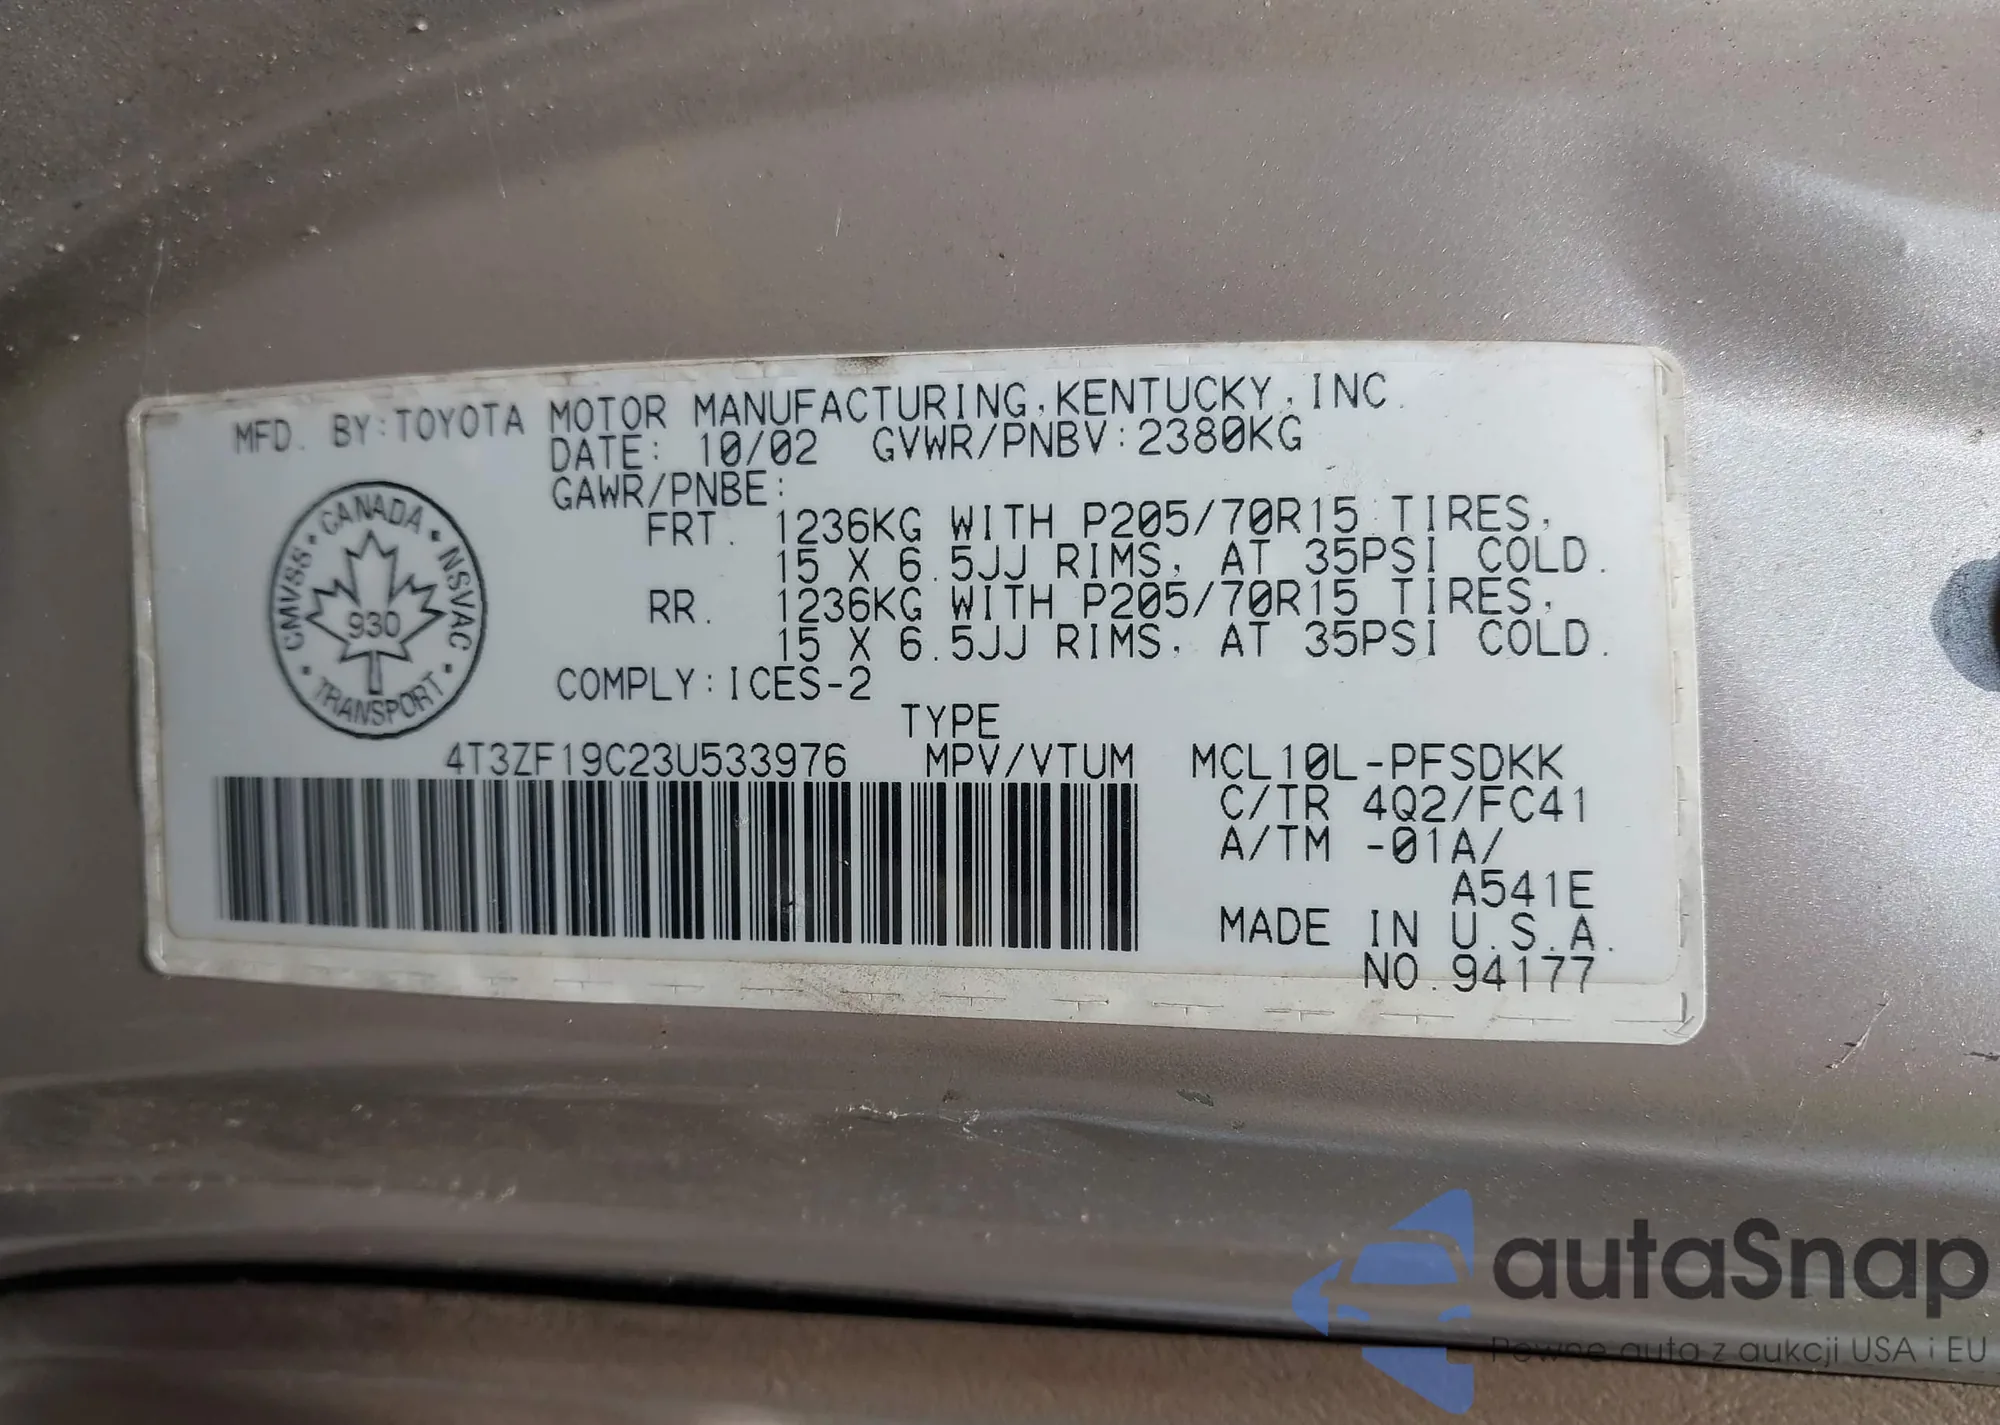 MFD. BY:TOYOTA MOTOR MANUFACTURING,KENTUCKY,INC.
DATE: 10/02 GVWR/PNBV:2380KG
GAWR/PNBE:
FRT. 1236KG WITH P205/70R15 TIRES,
15 X 6.5JJ RIMS, AT 35PSI COLD.
RR. 1236KG WITH P205/70R15 TIRES,
15 X 6.5JJ RIMS, AT 35PSI COLD.
COMPLY:ICES-2
CANADA • NSVAC • TRANSPORT • CMVSS •
930
TYPE
4T3ZF19C23U533976 MPV/VTUM MCL10L-PFSDKK
C/TR 4Q2/FC41
A/TM -01A/
A541E
MADE IN U.S.A.
NO.94177
autaSnap
Pewne auto z aukcji USA i EU